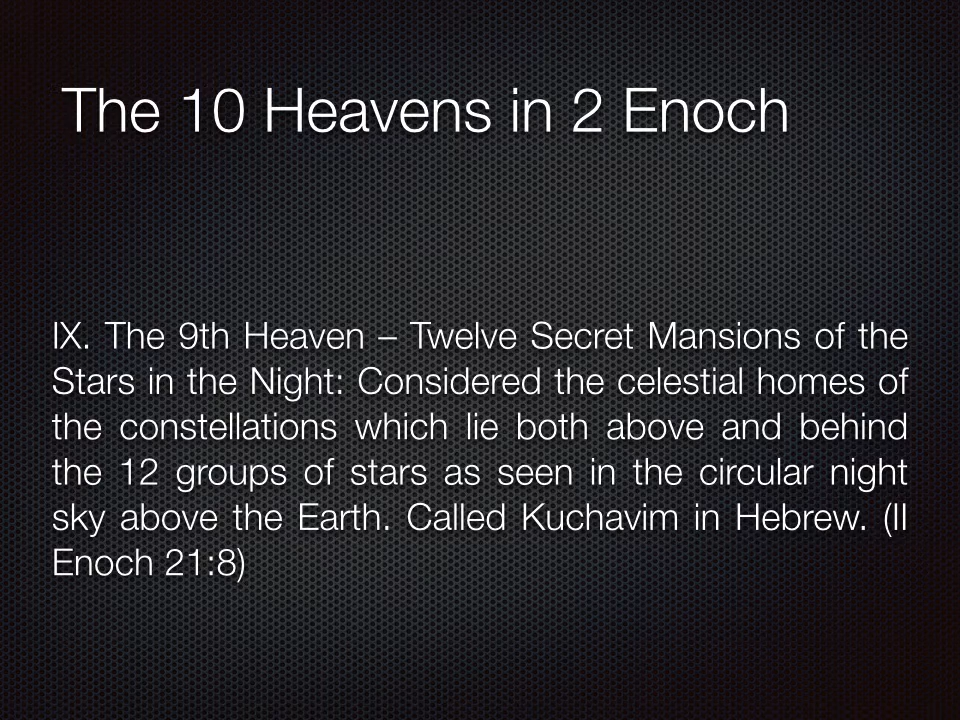 The 10 Heavens in 2 Enoch
IX. The 9th Heaven – Twelve Secret Mansions of the
Stars in the Night: Considered the celestial homes of
the constellations which lie both above and behind
the 12 groups of stars as seen in the circular night
sky above the Earth. Called Kuchavim in Hebrew. (II
Enoch 21:8)